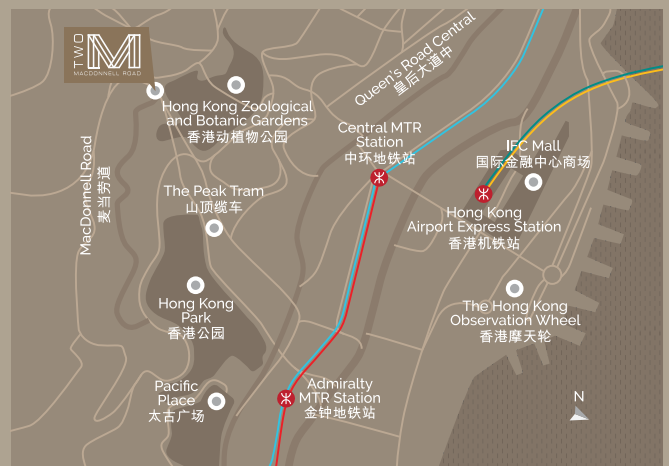 TWO
M
MACDONNELL ROAD
Hong Kong Zoological
and Botanic Gardens
香港动植物公园
Queen's Road Central
皇后大道中
Central MTR
Station
中环地铁站
IFC Mall
国际金融中心商场
MacDonnell Road
麦当劳道
The Peak Tram
山顶缆车
Hong Kong
Airport Express Station
香港机铁站
Hong Kong
Park
香港公园
The Hong Kong
Observation Wheel
香港摩天轮
Pacific
Place
太古广场
Admiralty
MTR Station
金钟地铁站
N